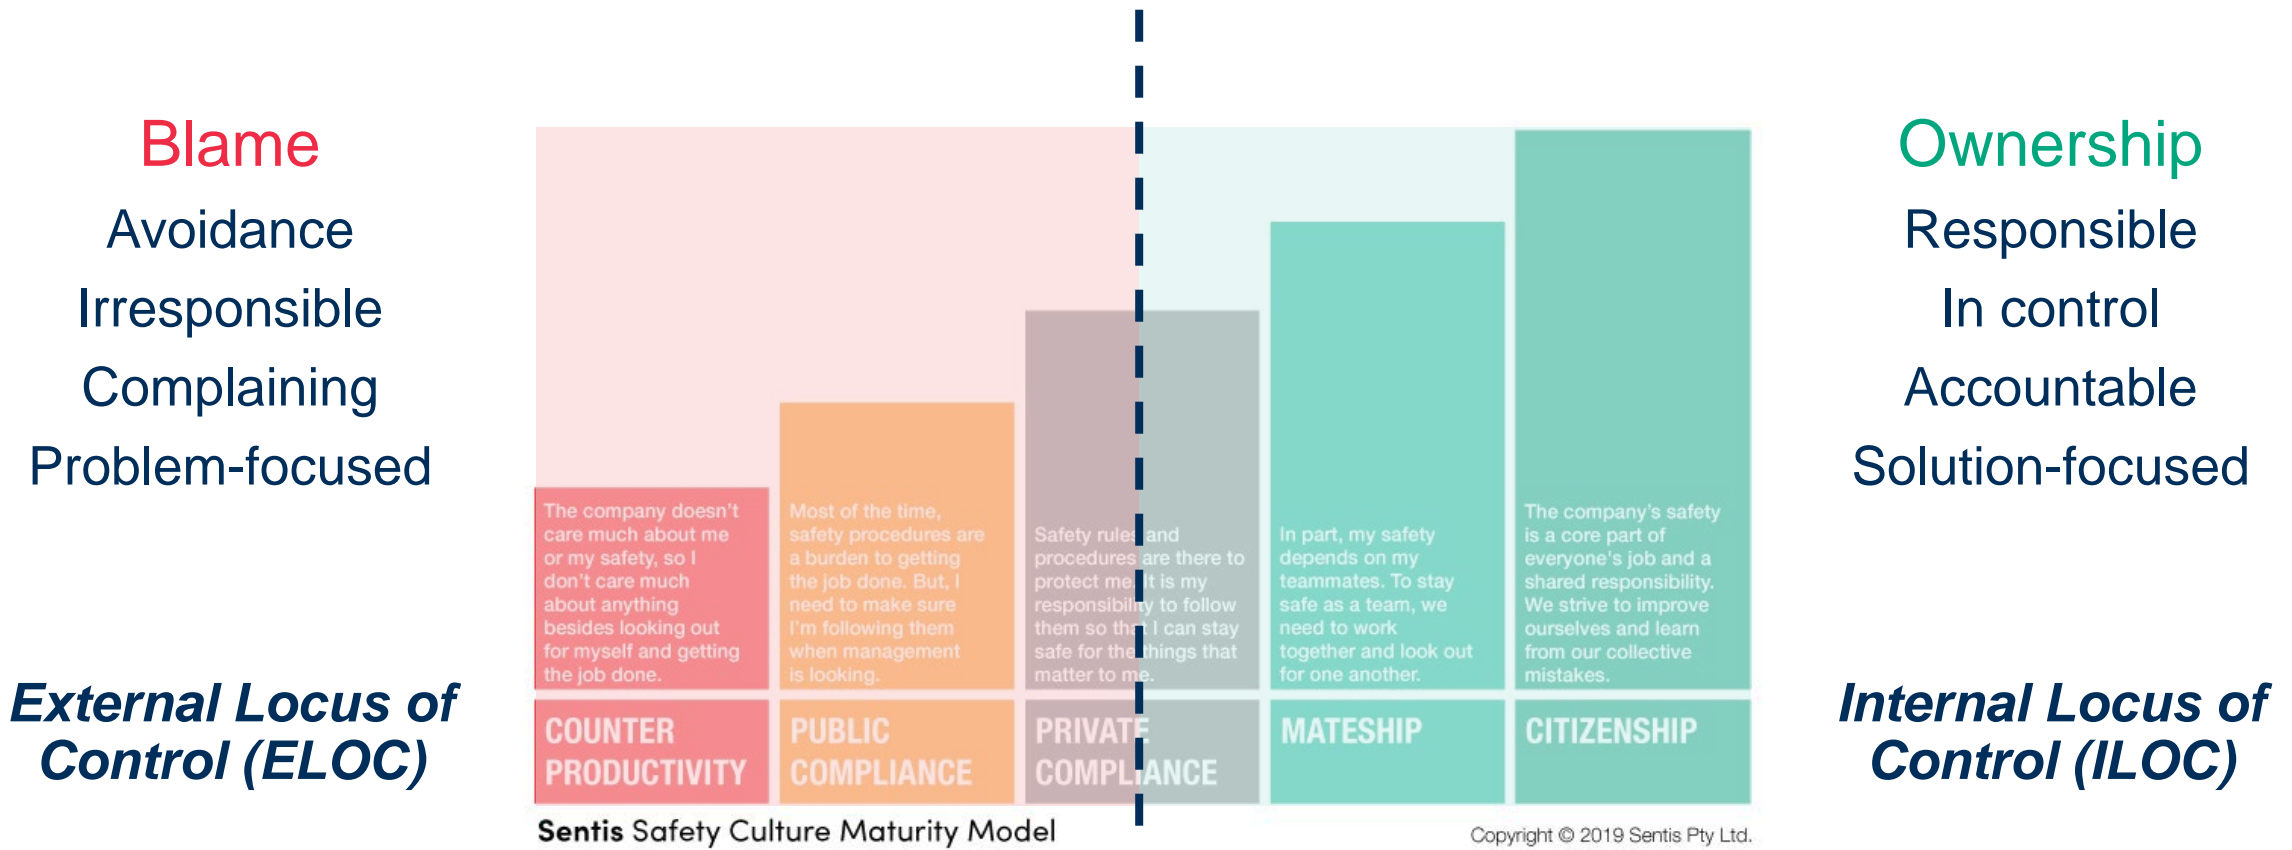 Blame
Avoidance
Irresponsible
Complaining
Problem-focused
External Locus of
Control (ELOC)
The company doesn't
care much about me
or my safety, so I
don't care much
about anything
besides looking out
for myself and getting
the job done.
COUNTER
PRODUCTIVITY
Most of the time,
safety procedures are
a burden to getting
the job done. But, I
need to make sure
I'm following them
when management
is looking.
PUBLIC
COMPLIANCE
Safety rules and
procedures are there to
protect me. It is my
responsibility to follow
them so that I can stay
safe for the things that
matter to me.
PRIVATE
COMPLIANCE
In part, my safety
depends on my
teammates. To stay
safe as a team, we
need to work
together and look out
for one another.
MATESHIP
The company's safety
is a core part of
everyone's job and a
shared responsibility.
We strive to improve
ourselves and learn
from our collective
mistakes.
CITIZENSHIP
Sentis Safety Culture Maturity Model
Copyright © 2019 Sentis Pty Ltd.
Ownership
Responsible
In control
Accountable
Solution-focused
Internal Locus of
Control (ILOC)